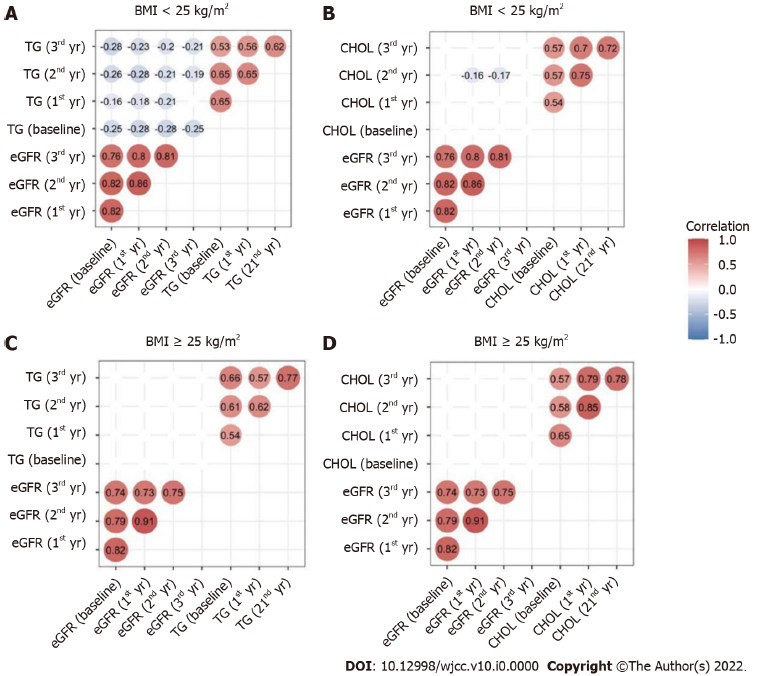 A BMI < 25 kg/m²
TG (3rd yr) -0.28 -0.23 -0.2 -0.21 0.53 0.56 0.62
TG (2nd yr) -0.26 -0.28 -0.21 -0.19 0.65 0.65
TG (1st yr) -0.16 -0.18 -0.21 0.65
TG (baseline) -0.25 -0.28 -0.28 -0.25
eGFR (3rd yr) 0.76 0.8 0.81
eGFR (2nd yr) 0.82 0.86
eGFR (1st yr) 0.82
eGFR (baseline)
eGFR (1st yr)
eGFR (2nd yr)
eGFR (3rd yr)
TG (baseline)
TG (1st yr)
TG (21nd yr)
B BMI < 25 kg/m²
CHOL (3rd yr) 0.57 0.7 0.72
CHOL (2nd yr) -0.16 -0.17 0.57 0.75
CHOL (1st yr) 0.54
CHOL (baseline)
eGFR (3rd yr) 0.76 0.8 0.81
eGFR (2nd yr) 0.82 0.86
eGFR (1st yr) 0.82
eGFR (baseline)
eGFR (1st yr)
eGFR (2nd yr)
eGFR (3rd yr)
CHOL (baseline)
CHOL (1st yr)
CHOL (21nd yr)
Correlation
1.0
0.5
0.0
-0.5
-1.0
C BMI ≥ 25 kg/m²
TG (3rd yr) 0.66 0.57 0.77
TG (2nd yr) 0.61 0.62
TG (1st yr) 0.54
TG (baseline)
eGFR (3rd yr) 0.74 0.73 0.75
eGFR (2nd yr) 0.79 0.91
eGFR (1st yr) 0.82
eGFR (baseline)
eGFR (1st yr)
eGFR (2nd yr)
eGFR (3rd yr)
TG (baseline)
TG (1st yr)
TG (21nd yr)
D BMI ≥ 25 kg/m²
CHOL (3rd yr) 0.57 0.79 0.78
CHOL (2nd yr) 0.58 0.85
CHOL (1st yr) 0.65
CHOL (baseline)
eGFR (3rd yr) 0.74 0.73 0.75
eGFR (2nd yr) 0.79 0.91
eGFR (1st yr) 0.82
eGFR (baseline)
eGFR (1st yr)
eGFR (2nd yr)
eGFR (3rd yr)
CHOL (baseline)
CHOL (1st yr)
CHOL (21nd yr)
DOI: 10.12998/wjcc.v10.i0.0000 Copyright ©The Author(s) 2022.